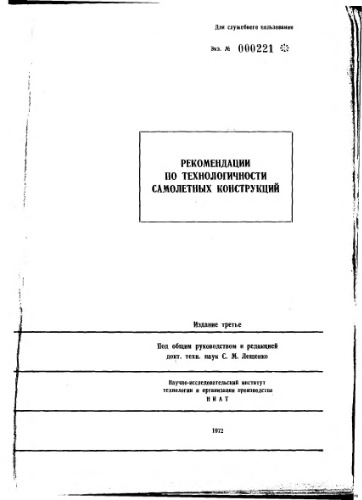 Для служебного пользования
Экз. № 000221
РЕКОМЕНДАЦИИ
ПО ТЕХНОЛОГИЧНОСТИ
САМОЛЕТНЫХ КОНСТРУКЦИЙ
Издание третье
Под общим руководством и редакцией
докт. техн. наук С. М. Лещенко
Научно-исследовательский институт
технологии и организации производства
НИАТ
1972